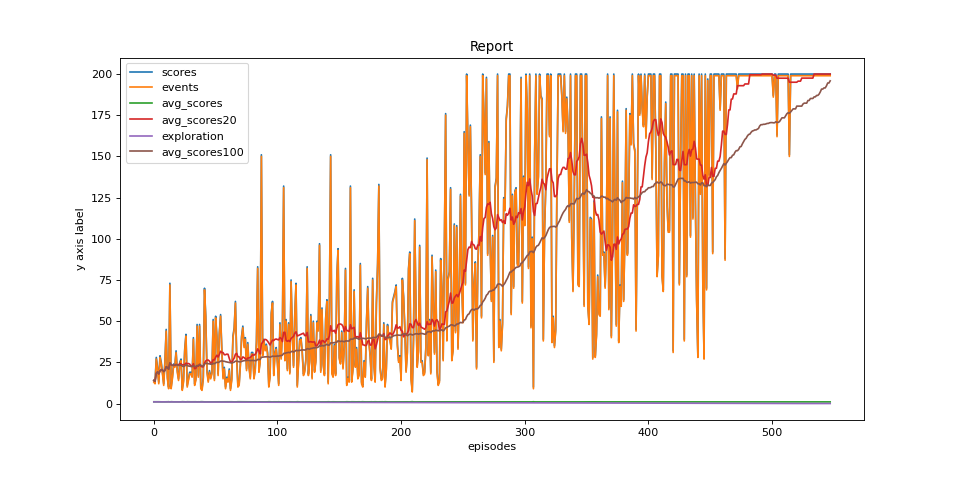 Report
200
175
150
125
100
75
50
25
0
y axis label
scores
events
avg_scores
avg_scores20
exploration
avg_scores100
0 100 200 300 400 500
episodes